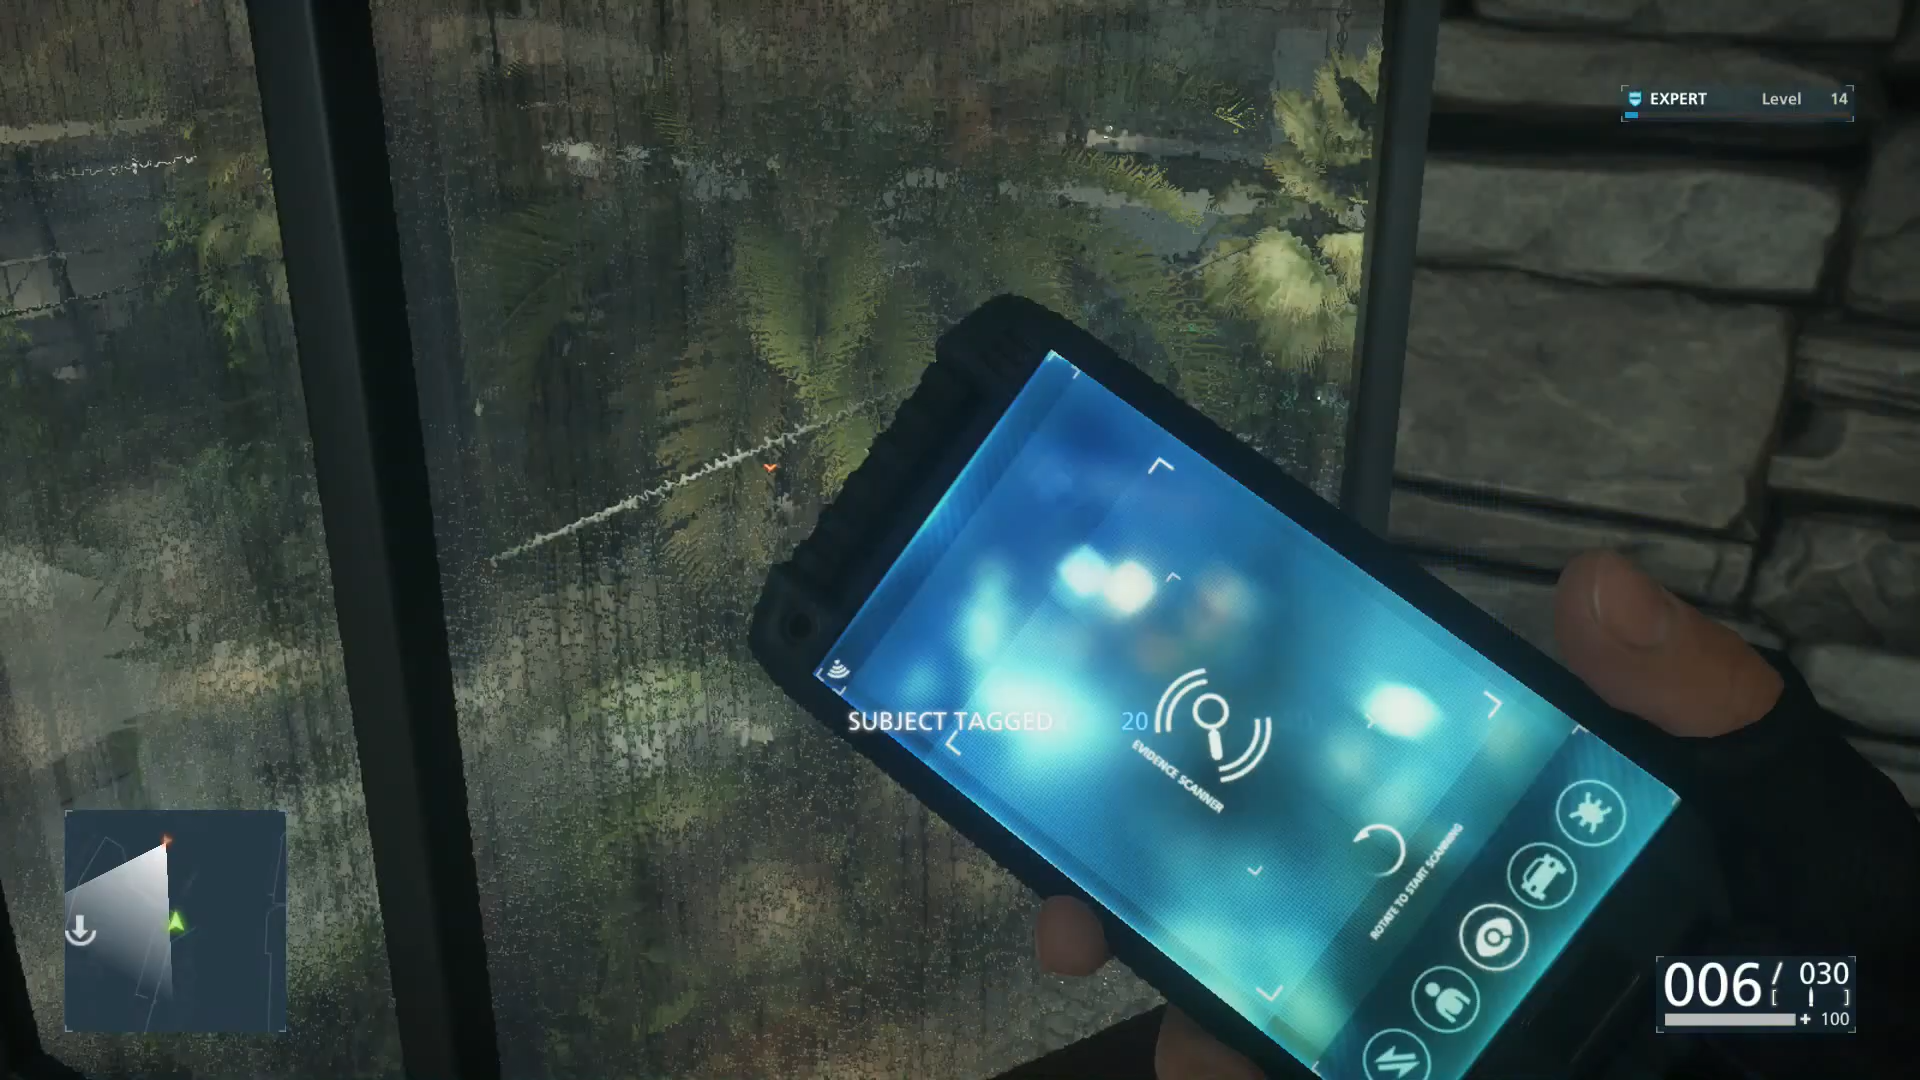 EXPERT Level 14
SUBJECT TAGGED 20
EVIDENCE SCANNER
ROTATE TO START SCANNING
006 / 030
[ ]
+ 100